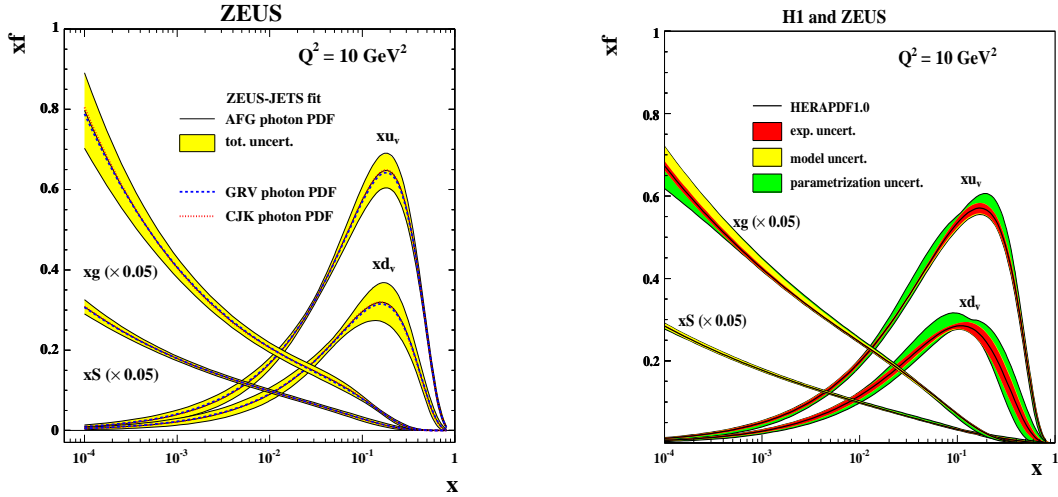 ZEUS
xf
1
0.8
0.6
0.4
0.2
0
Q² = 10 GeV²
ZEUS-JETS fit
AFG photon PDF
tot. uncert.
GRV photon PDF
CJK photon PDF
xuᵥ
xdᵥ
xg (× 0.05)
xS (× 0.05)
10⁻⁴ 10⁻³ 10⁻² 10⁻¹ 1
x
H1 and ZEUS
xf
1
0.8
0.6
0.4
0.2
Q² = 10 GeV²
HERAPDF1.0
exp. uncert.
model uncert.
parametrization uncert.
xuᵥ
xg (× 0.05)
xdᵥ
xS (× 0.05)
10⁻⁴ 10⁻³ 10⁻² 10⁻¹ 1
x